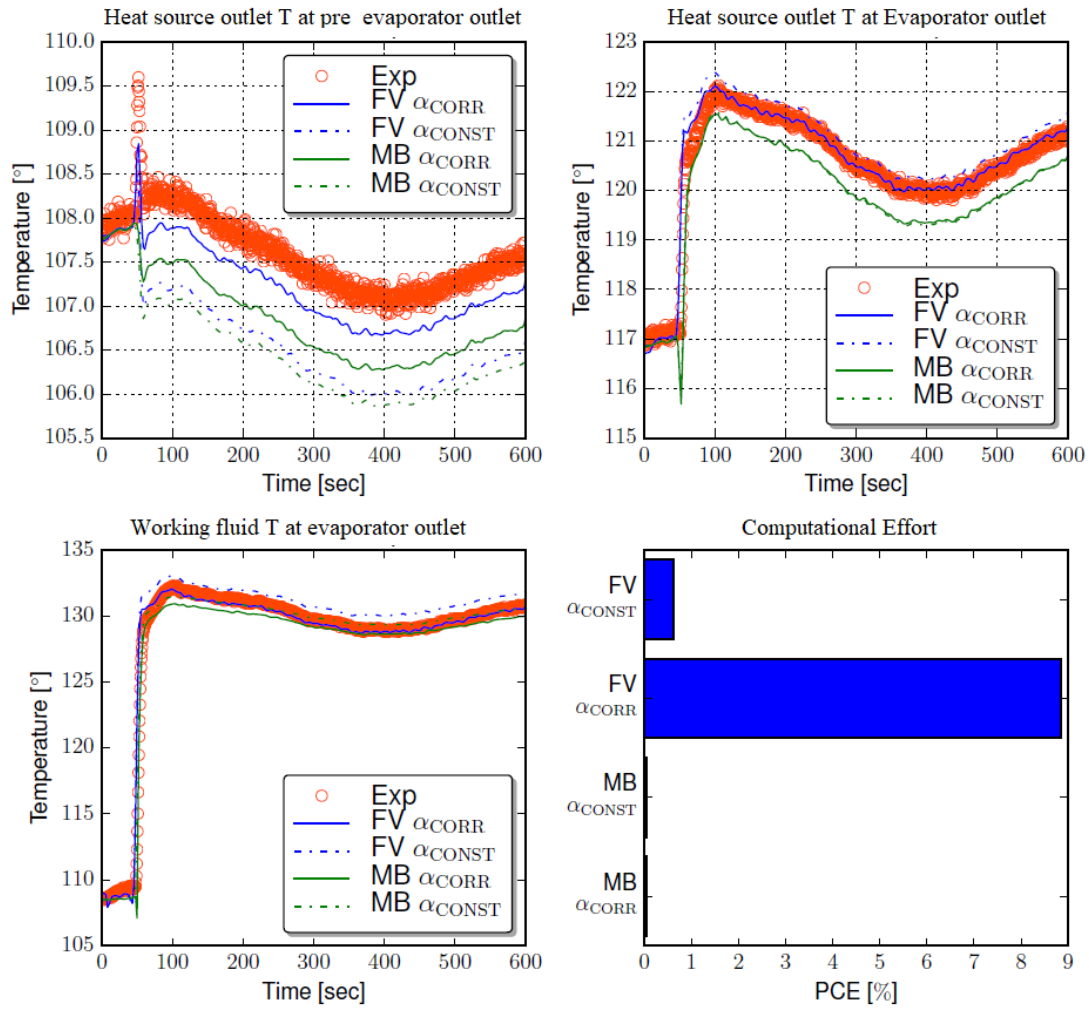 Heat source outlet T at pre evaporator outlet
110.0
109.5
109.0
108.5
108.0
107.5
107.0
106.5
106.0
105.5
Temperature [°]
0 100 200 300 400 500 600
Time [sec]
Exp
FV αCORR
FV αCONST
MB αCORR
MB αCONST
Heat source outlet T at Evaporator outlet
123
122
121
120
119
118
117
116
115
Temperature [°]
0 100 200 300 400 500 600
Time [sec]
Exp
FV αCORR
FV αCONST
MB αCORR
MB αCONST
Working fluid T at evaporator outlet
135
130
125
120
115
110
105
Temperature [°]
0 100 200 300 400 500 600
Time [sec]
Exp
FV αCORR
FV αCONST
MB αCORR
MB αCONST
Computational Effort
FV
αCONST
FV
αCORR
MB
αCONST
MB
αCORR
0 1 2 3 4 5 6 7 8 9
PCE [%]